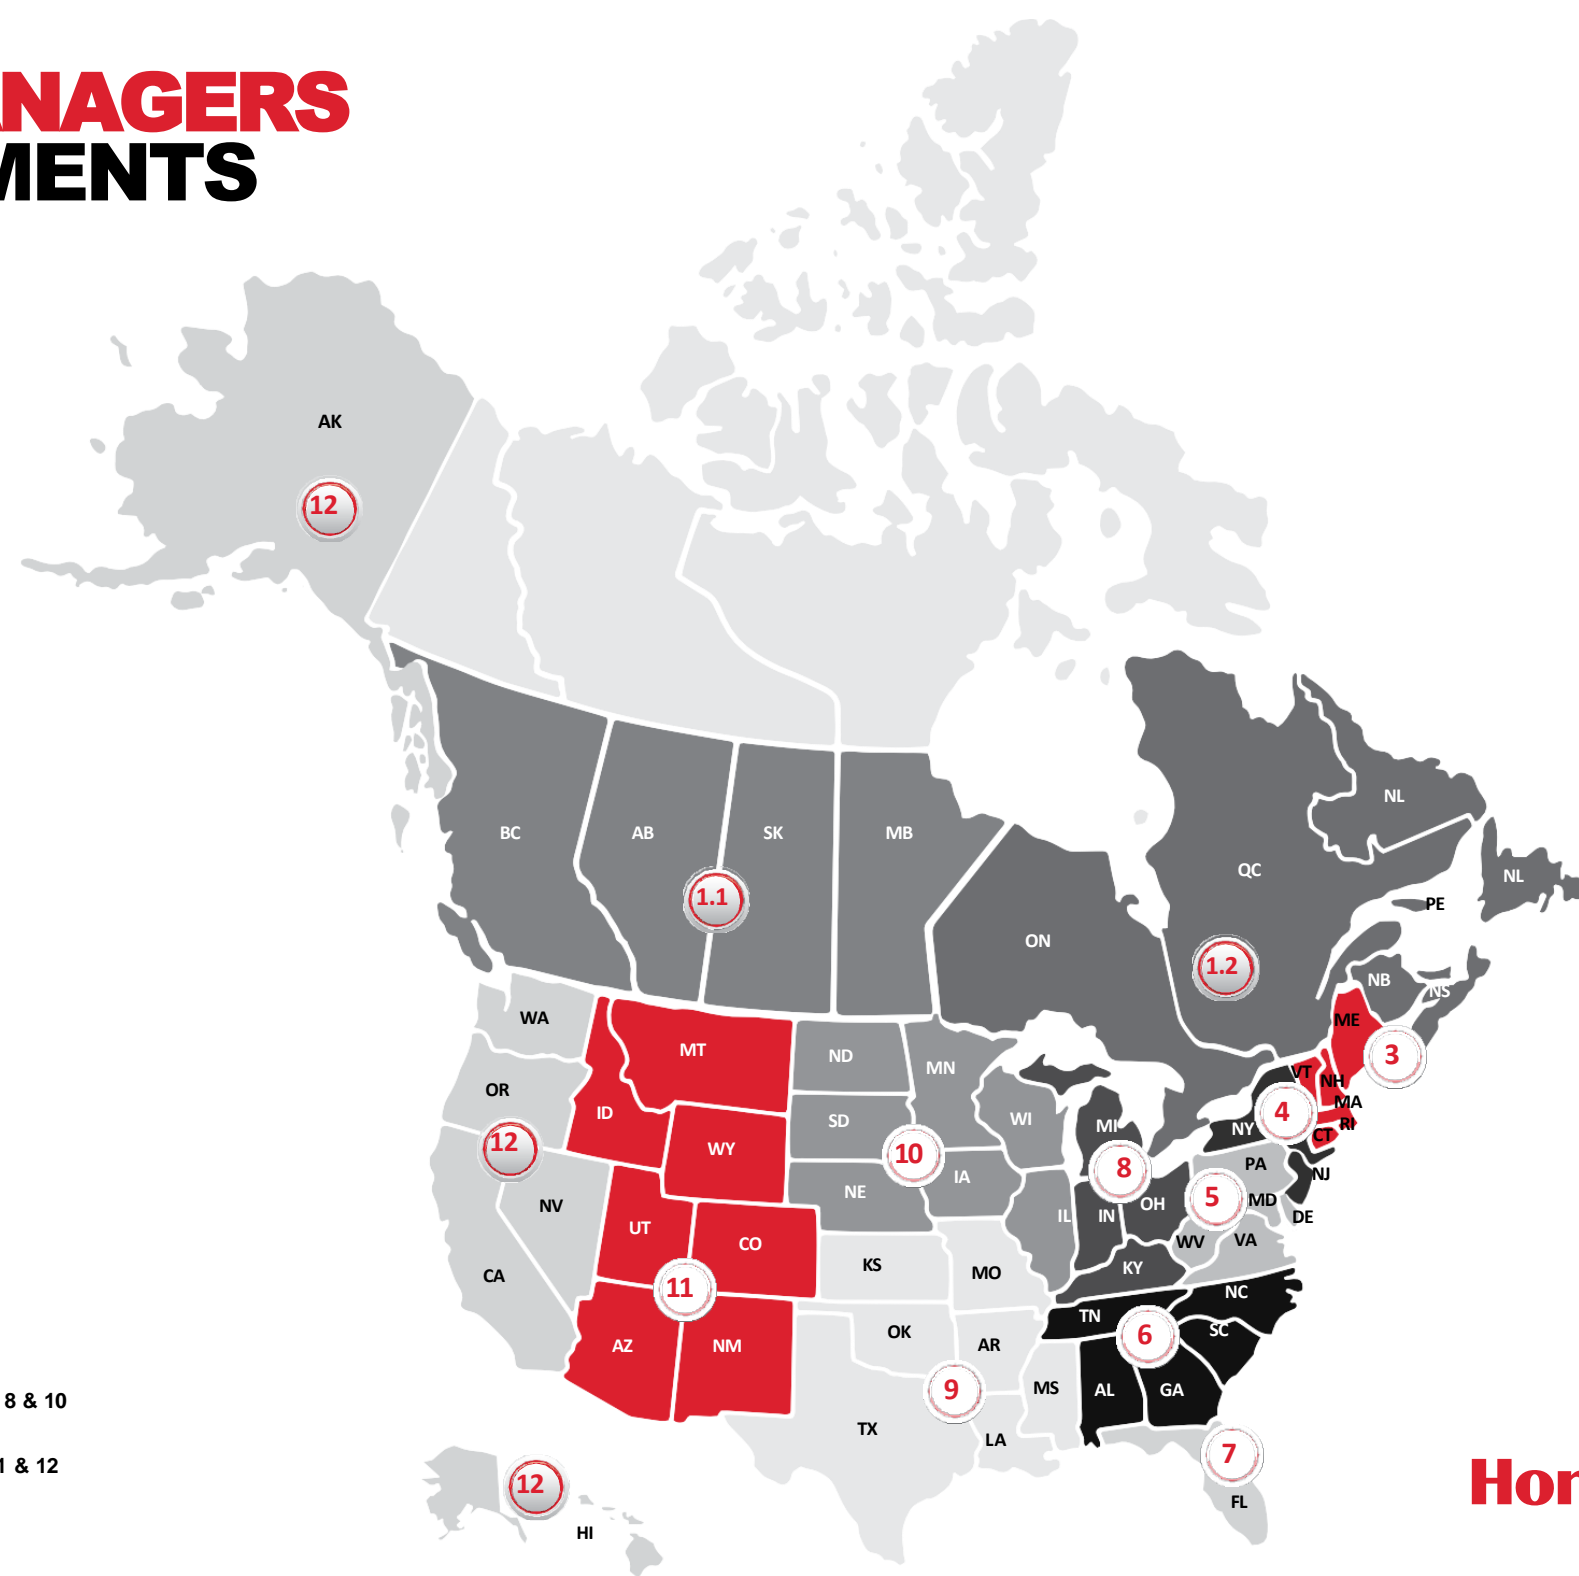 NAGERS
MENTS
AK
12
BC
AB
SK
MB
1.1
ON
QC
1.2
NL
NL
PE
NB
NS
WA
OR
12
NV
CA
MT
ID
WY
UT
CO
11
AZ
NM
ND
MN
SD
WI
10
NE
IA
IL
KS
MO
OK
AR
9
MS
TX
LA
MI
8
IN
OH
KY
ME
3
VT
NH
MA
RI
CT
4
NY
NJ
PA
5
MD
DE
WV
VA
NC
TN
SC
6
AL
GA
7
FL
8 & 10
1 & 12
12
HI
Hon